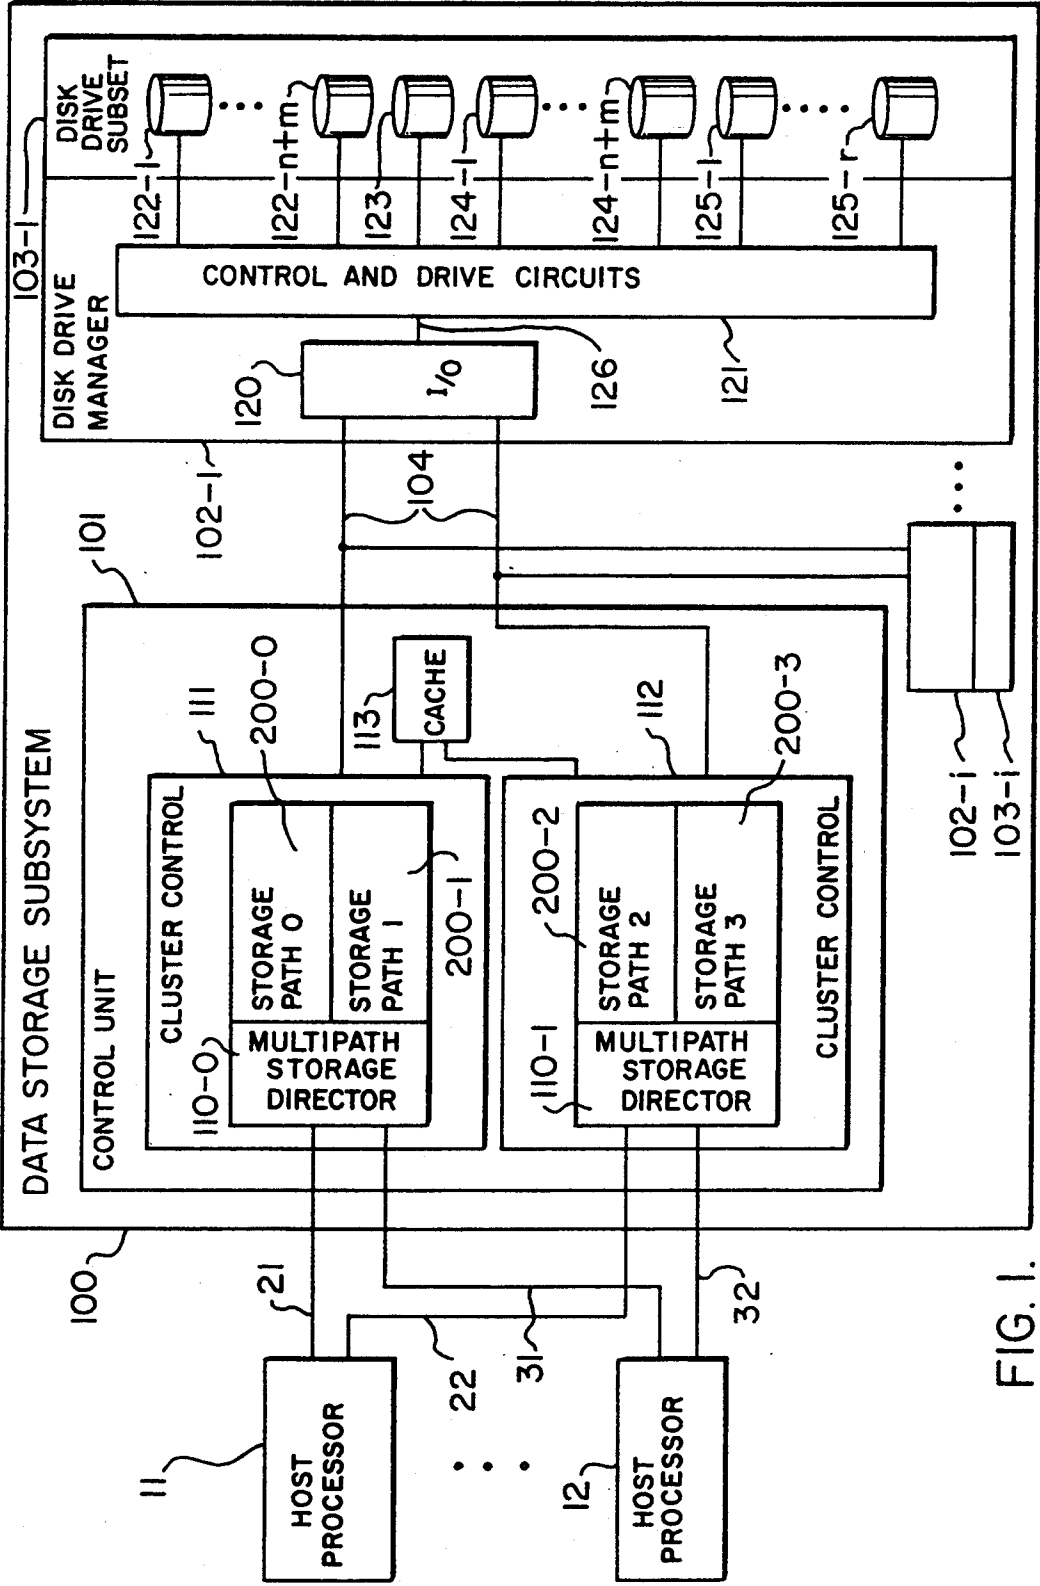 DATA STORAGE SUBSYSTEM
100
CONTROL UNIT
101
CLUSTER CONTROL
111
110-0
MULTIPATH
STORAGE
DIRECTOR
STORAGE
PATH 0
200-0
STORAGE
PATH 1
200-1
113
CACHE
112
110-1
MULTIPATH
STORAGE
DIRECTOR
200-2
STORAGE
PATH 2
STORAGE
PATH 3
200-3
CLUSTER CONTROL
11
HOST
PROCESSOR
12
HOST
PROCESSOR
21
22
31
32
104
102-1
103-1
DISK DRIVE
MANAGER
DISK
DRIVE
SUBSET
120
I/O
126
121
CONTROL AND DRIVE CIRCUITS
122-1
122-n+m
123
124-1
124-n+m
125-1
125-r
102-i
103-i
FIG. 1.